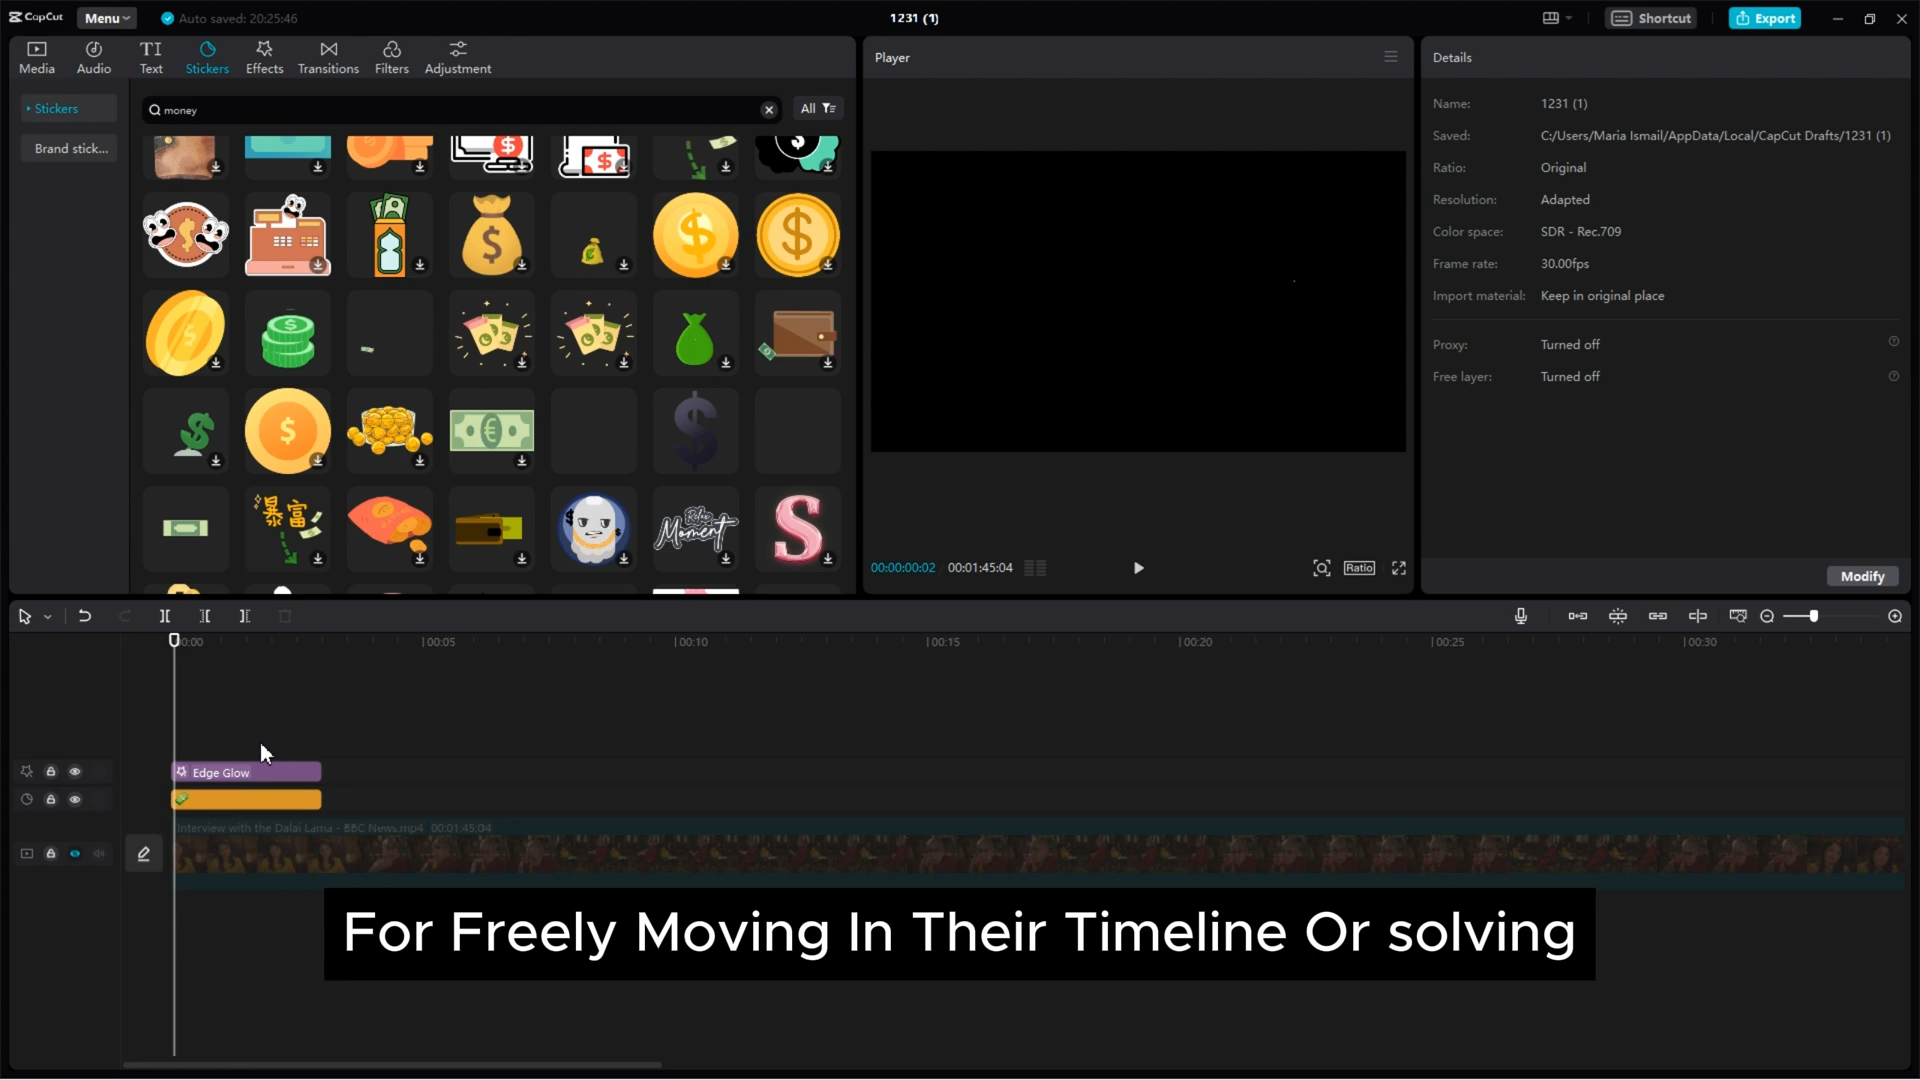 CapCut
Menu
Auto saved: 20:25:46
1231 (1)
Shortcut
Export
Media
Audio
TI
Text
Stickers
Effects
Transitions
Filters
Adjustment
Stickers
Brand stick...
money
All
$
$
$
$
$
$
$
$
$
€
$
$
$
暴富
Relax
Moment
S
Player
00:00:00:02
00:01:45:04
Ratio
Details
Name: 1231 (1)
Saved: C:/Users/Maria Ismail/AppData/Local/CapCut Drafts/1231 (1)
Ratio: Original
Resolution: Adapted
Color space: SDR - Rec.709
Frame rate: 30.00fps
Import material: Keep in original place
Proxy: Turned off
Free layer: Turned off
Modify
00:00
00:05
00:10
00:15
00:20
00:25
00:30
Edge Glow
Interview with the Dalai Lama - BBC News.mp4 00:01:45:04
For Freely Moving In Their Timeline Or solving